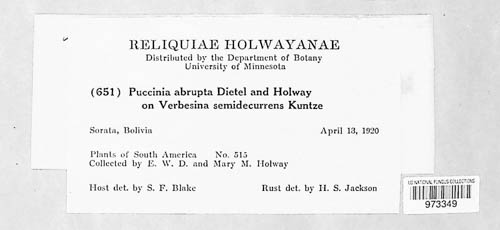 RELIQUIAE HOLWAYANAE
Distributed by the Department of Botany
University of Minnesota
(651) Puccinia abrupta Dietel and Holway
on Verbesina semidecurrens Kuntze
Sorata, Bolivia April 13, 1920
Plants of South America No. 515
Collected by E. W. D. and Mary M. Holway
Host det. by S. F. Blake Rust det. by H. S. Jackson
US NATIONAL FUNGUS COLLECTIONS
973349